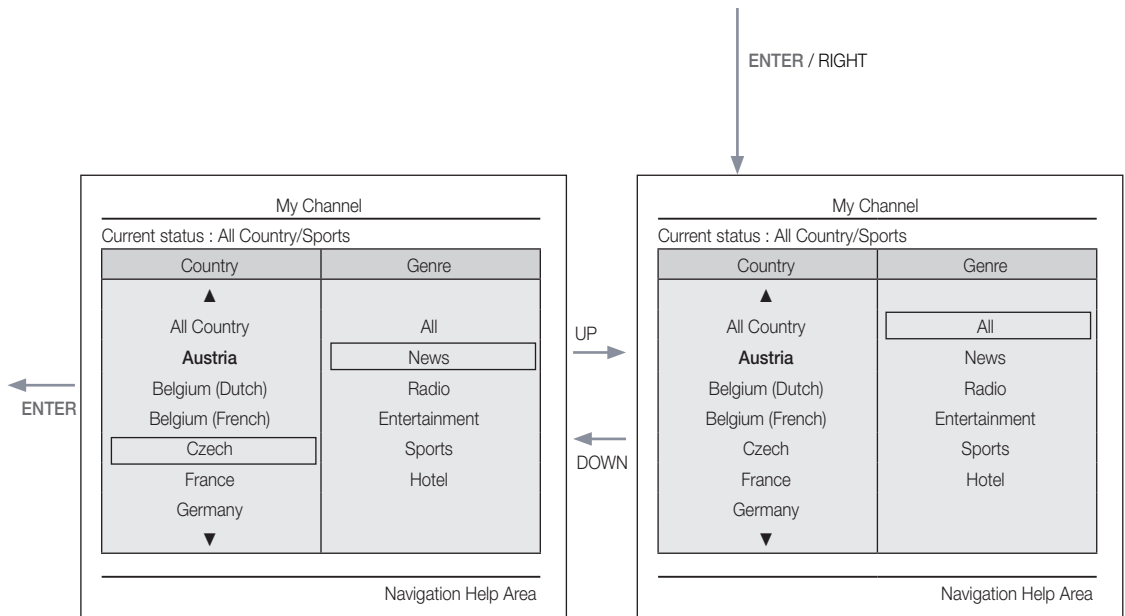 ENTER / RIGHT
My Channel
Current status : All Country/Sports
Country Genre
▲
All Country All
Austria News
Belgium (Dutch) Radio
Belgium (French) Entertainment
Czech Sports
France Hotel
Germany
▼
Navigation Help Area
ENTER
UP
DOWN
My Channel
Current status : All Country/Sports
Country Genre
▲
All Country All
Austria News
Belgium (Dutch) Radio
Belgium (French) Entertainment
Czech Sports
France Hotel
Germany
▼
Navigation Help Area